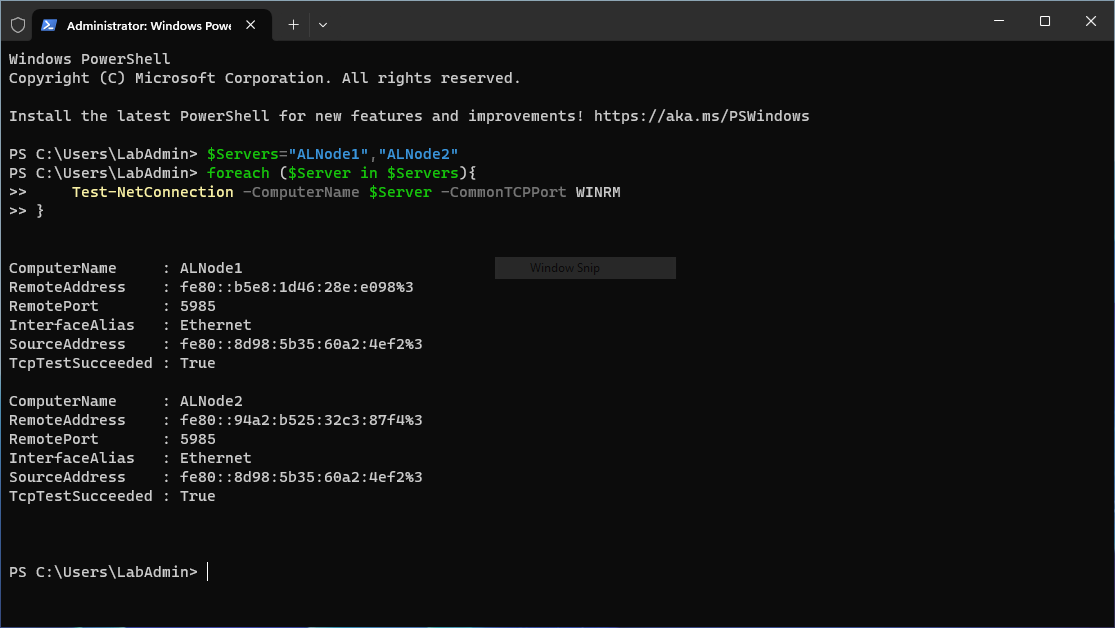 Administrator: Windows Powe
Windows PowerShell
Copyright (C) Microsoft Corporation. All rights reserved.
Install the latest PowerShell for new features and improvements! https://aka.ms/PSWindows
PS C:\Users\LabAdmin> $Servers="ALNode1","ALNode2"
PS C:\Users\LabAdmin> foreach ($Server in $Servers){
>>     Test-NetConnection -ComputerName $Server -CommonTCPPort WINRM
>> }
ComputerName     : ALNode1
Window Snip
RemoteAddress    : fe80::b5e8:1d46:28e:e098%3
RemotePort       : 5985
InterfaceAlias   : Ethernet
SourceAddress    : fe80::8d98:5b35:60a2:4ef2%3
TcpTestSucceeded : True
ComputerName     : ALNode2
RemoteAddress    : fe80::94a2:b525:32c3:87f4%3
RemotePort       : 5985
InterfaceAlias   : Ethernet
SourceAddress    : fe80::8d98:5b35:60a2:4ef2%3
TcpTestSucceeded : True
PS C:\Users\LabAdmin>